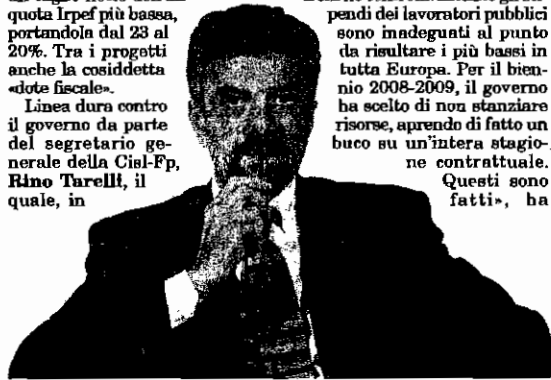 quota Irpef più bassa,
portandola dal 23 al
20%. Tra i progetti
anche la cosiddetta
«dote fiscale».
Linea dura contro
il governo da parte
del segretario ge-
nerale della Cisl-Fp,
Rino Tarelli, il
quale, in
pendi dei lavoratori pubblici
sono inadeguati al punto
da risultare i più bassi in
tutta Europa. Per il bien-
nio 2008-2009, il governo
ha scelto di non stanziare
risorse, aprendo di fatto un
buco su un'intera stagio-
ne contrattuale.
Questi sono
fatti», ha